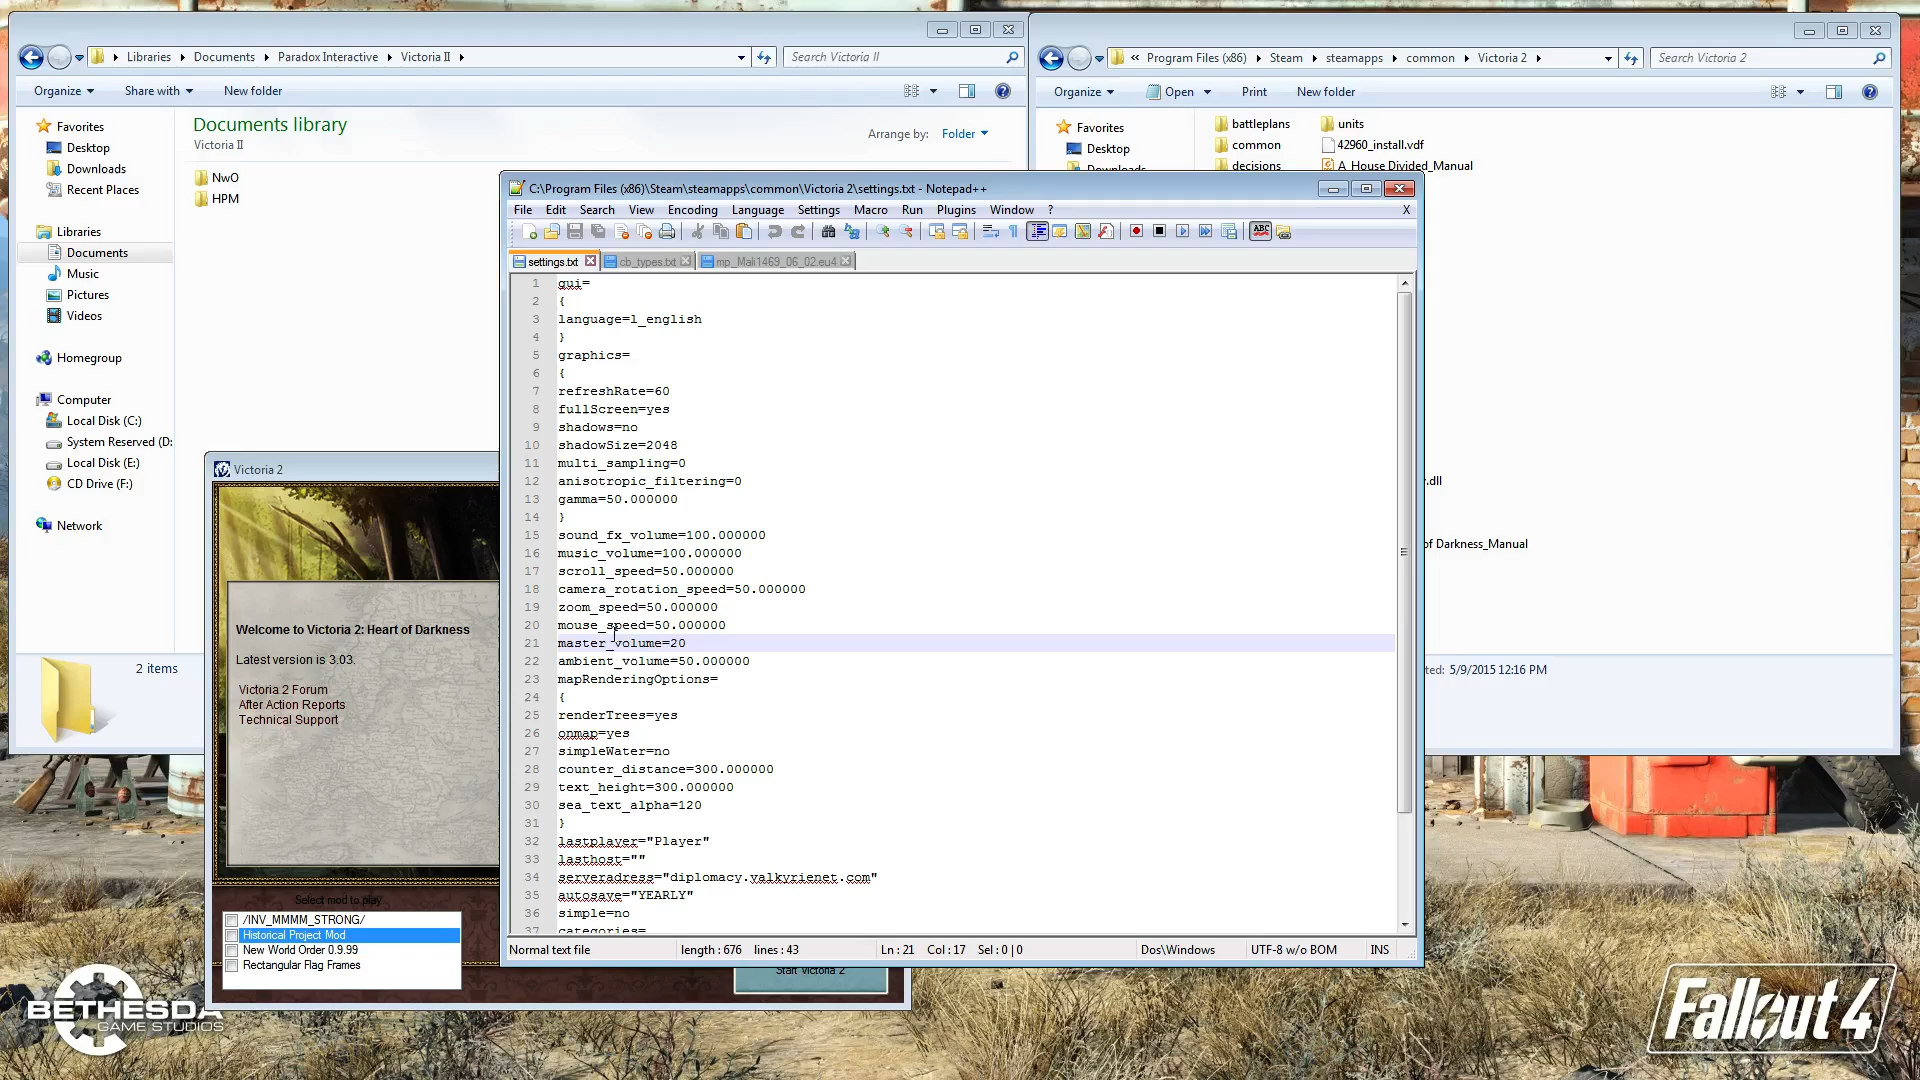 Libraries
Documents
Paradox Interactive
Victoria II
Search Victoria II
Organize
Share with
New folder
Documents library
Victoria II
Arrange by:
Folder
Favorites
Desktop
Downloads
Recent Places
Libraries
Documents
Music
Pictures
Videos
Homegroup
Computer
Local Disk (C:)
System Reserved (D:
Local Disk (E:)
CD Drive (F:)
Network
NwO
HPM
2 items
« Program Files (x86)
Steam
steamapps
common
Victoria 2
Search Victoria 2
Organize
Open
Print
New folder
Favorites
Desktop
battleplans
common
decisions
units
42960_install.vdf
A House Divided_Manual
.dll
of Darkness_Manual
5/9/2015 12:16 PM
C:\Program Files (x86)\Steam\steamapps\common\Victoria 2\settings.txt - Notepad++
File Edit Search View Encoding Language Settings Macro Run Plugins Window ? X
ABC
settings.txt
cb_types.txt
mp_Mali1469_06_02.eu4
1 gui=
2 {
3 language=l_english
4 }
5 graphics=
6 {
7 refreshRate=60
8 fullScreen=yes
9 shadows=no
10 shadowSize=2048
11 multi_sampling=0
12 anisotropic_filtering=0
13 gamma=50.000000
14 }
15 sound_fx_volume=100.000000
16 music_volume=100.000000
17 scroll_speed=50.000000
18 camera_rotation_speed=50.000000
19 zoom_speed=50.000000
20 mouse_speed=50.000000
21 master_volume=20
22 ambient_volume=50.000000
23 mapRenderingOptions=
24 {
25 renderTrees=yes
26 onmap=yes
27 simpleWater=no
28 counter_distance=300.000000
29 text_height=300.000000
30 sea_text_alpha=120
31 }
32 lastplayer="Player"
33 lasthost=""
34 serveradress="diplomacy.valkyrienet.com"
35 autosave="YEARLY"
36 simple=no
37 categories=
Normal text file
length : 676 lines : 43
Ln : 21 Col : 17 Sel : 0 | 0
Dos\Windows
UTF-8 w/o BOM
INS
Victoria 2
Welcome to Victoria 2: Heart of Darkness
Latest version is 3.03.
Victoria 2 Forum
After Action Reports
Technical Support
Select mod to play
/INV_MMMM_STRONG/
Historical Project Mod
New World Order 0.9.99
Rectangular Flag Frames
Start Victoria 2
BETHESDA
GAME STUDIOS
Fallout 4